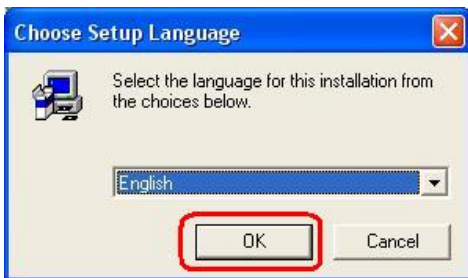 Choose Setup Language
Select the language for this installation from
the choices below.
English
OK
Cancel